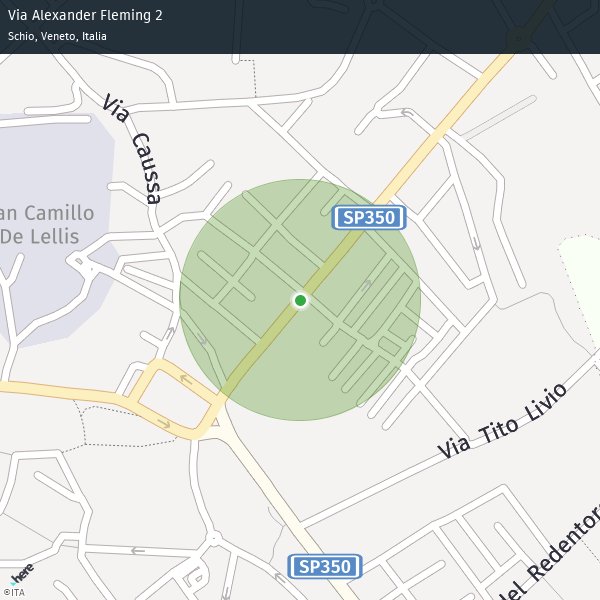 Via Alexander Fleming 2
Schio, Veneto, Italia
Via Caussa
an Camillo
De Lellis
SP350
Via Tito Livio
SP350
del Redentore
here
©ITA